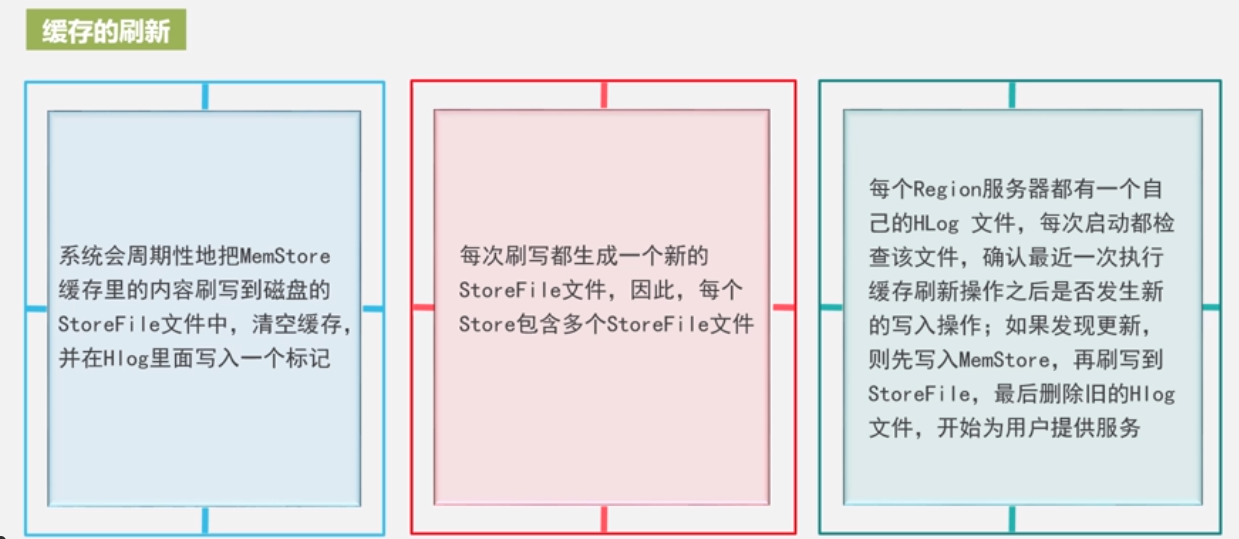 缓存的刷新
系统会周期性地把MemStore
缓存里的内容刷写到磁盘的
StoreFile文件中，清空缓存，
并在Hlog里面写入一个标记
每次刷写都生成一个新的
StoreFile文件，因此，每个
Store包含多个StoreFile文件
每个Region服务器都有一个自
己的HLog 文件，每次启动都检
查该文件，确认最近一次执行
缓存刷新操作之后是否发生新
的写入操作；如果发现更新，
则先写入MemStore，再刷写到
StoreFile，最后删除旧的Hlog
文件，开始为用户提供服务